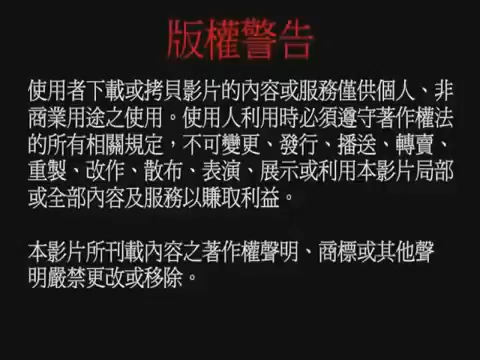 版權警告
使用者下載或拷貝影片的內容或服務僅供個人、非
商業用途之使用。使用人利用時必須遵守著作權法
的所有相關規定，不可變更、發行、播送、轉賣、
重製、改作、散布、表演、展示或利用本影片局部
或全部內容及服務以賺取利益。
本影片所刊載內容之著作權聲明、商標或其他聲
明嚴禁更改或移除。